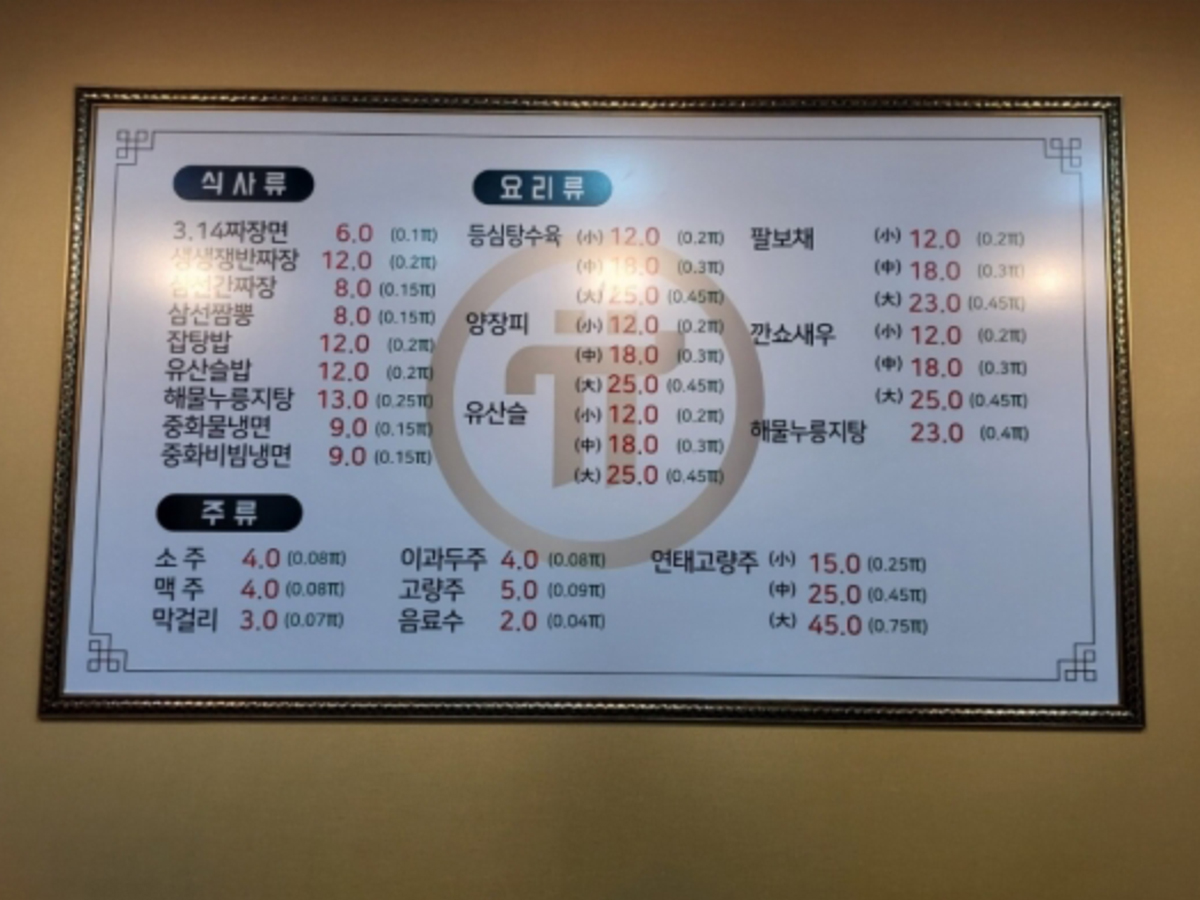 식사류
3.14짜장면 6.0 (0.1π)
생생쟁반짜장 12.0 (0.2π)
삼선간짜장 8.0 (0.15π)
삼선짬뽕 8.0 (0.15π)
잡탕밥 12.0 (0.2π)
유산슬밥 12.0 (0.2π)
해물누룽지탕 13.0 (0.25π)
중화물냉면 9.0 (0.15π)
중화비빔냉면 9.0 (0.15π)
요리류
등심탕수육 (小) 12.0 (0.2π)
(中) 18.0 (0.3π)
(大) 25.0 (0.45π)
양장피 (小) 12.0 (0.2π)
(中) 18.0 (0.3π)
(大) 25.0 (0.45π)
유산슬 (小) 12.0 (0.2π)
(中) 18.0 (0.3π)
(大) 25.0 (0.45π)
팔보채 (小) 12.0 (0.2π)
(中) 18.0 (0.3π)
(大) 23.0 (0.45π)
깐쇼새우 (小) 12.0 (0.2π)
(中) 18.0 (0.3π)
(大) 25.0 (0.45π)
해물누룽지탕 23.0 (0.4π)
주류
소주 4.0 (0.08π)
맥주 4.0 (0.08π)
막걸리 3.0 (0.07π)
이과두주 4.0 (0.08π)
고량주 5.0 (0.09π)
음료수 2.0 (0.04π)
연태고량주 (小) 15.0 (0.25π)
(中) 25.0 (0.45π)
(大) 45.0 (0.75π)